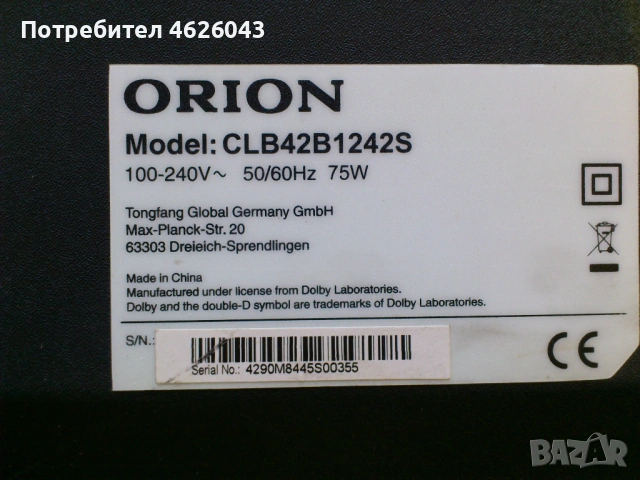 Потребител 4626043
ORION
Model: CLB42B1242S
100-240V~ 50/60Hz 75W
Tongfang Global Germany GmbH
Max-Planck-Str. 20
63303 Dreieich-Sprendlingen
Made in China
Manufactured under license from Dolby Laboratories.
Dolby and the double-D symbol are trademarks of Dolby Laboratories.
S/N.:
Serial No.: 4290M8445S00355
CE
BAZAR